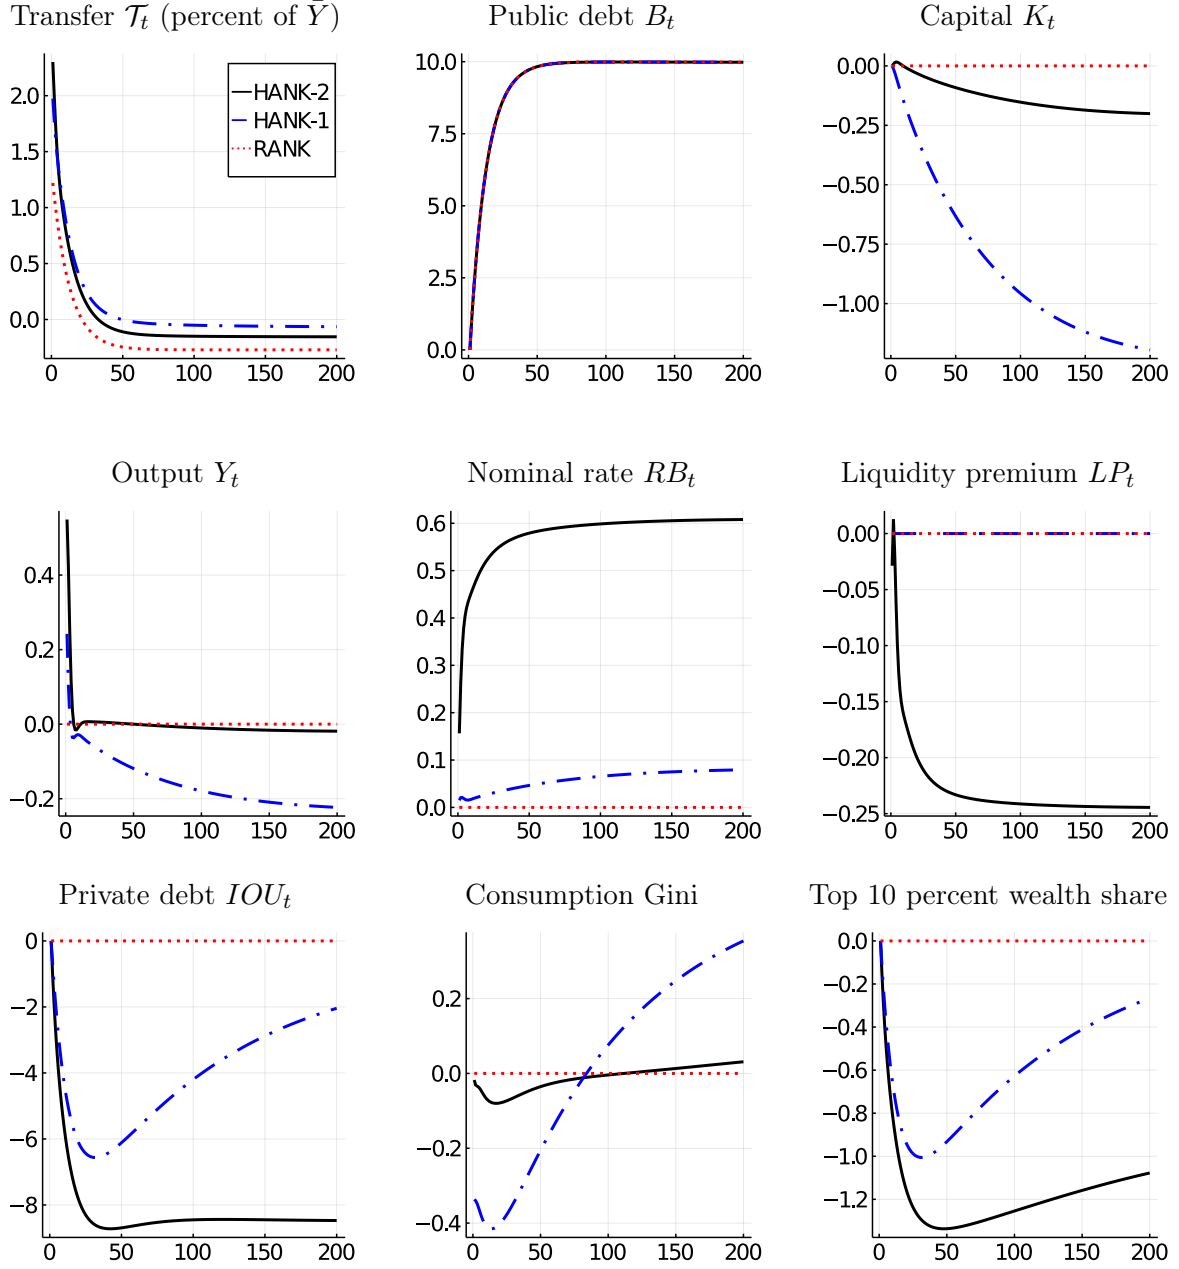 Transfer 𝒯t (percent of Ȳ)
Public debt Bt
Capital Kt
HANK-2
HANK-1
RANK
2.0
1.5
1.0
0.5
0.0
0 50 100 150 200
10.0
7.5
5.0
2.5
0.0
0 50 100 150 200
0.00
−0.25
−0.50
−0.75
−1.00
0 50 100 150 200
Output Yt
Nominal rate RBt
Liquidity premium LPt
0.4
0.2
0.0
−0.2
0 50 100 150 200
0.6
0.5
0.4
0.3
0.2
0.1
0.0
0 50 100 150 200
0.00
−0.05
−0.10
−0.15
−0.20
−0.25
0 50 100 150 200
Private debt IOUt
Consumption Gini
Top 10 percent wealth share
0
−2
−4
−6
−8
0 50 100 150 200
0.2
0.0
−0.2
−0.4
0 50 100 150 200
0.0
−0.2
−0.4
−0.6
−0.8
−1.0
−1.2
0 50 100 150 200